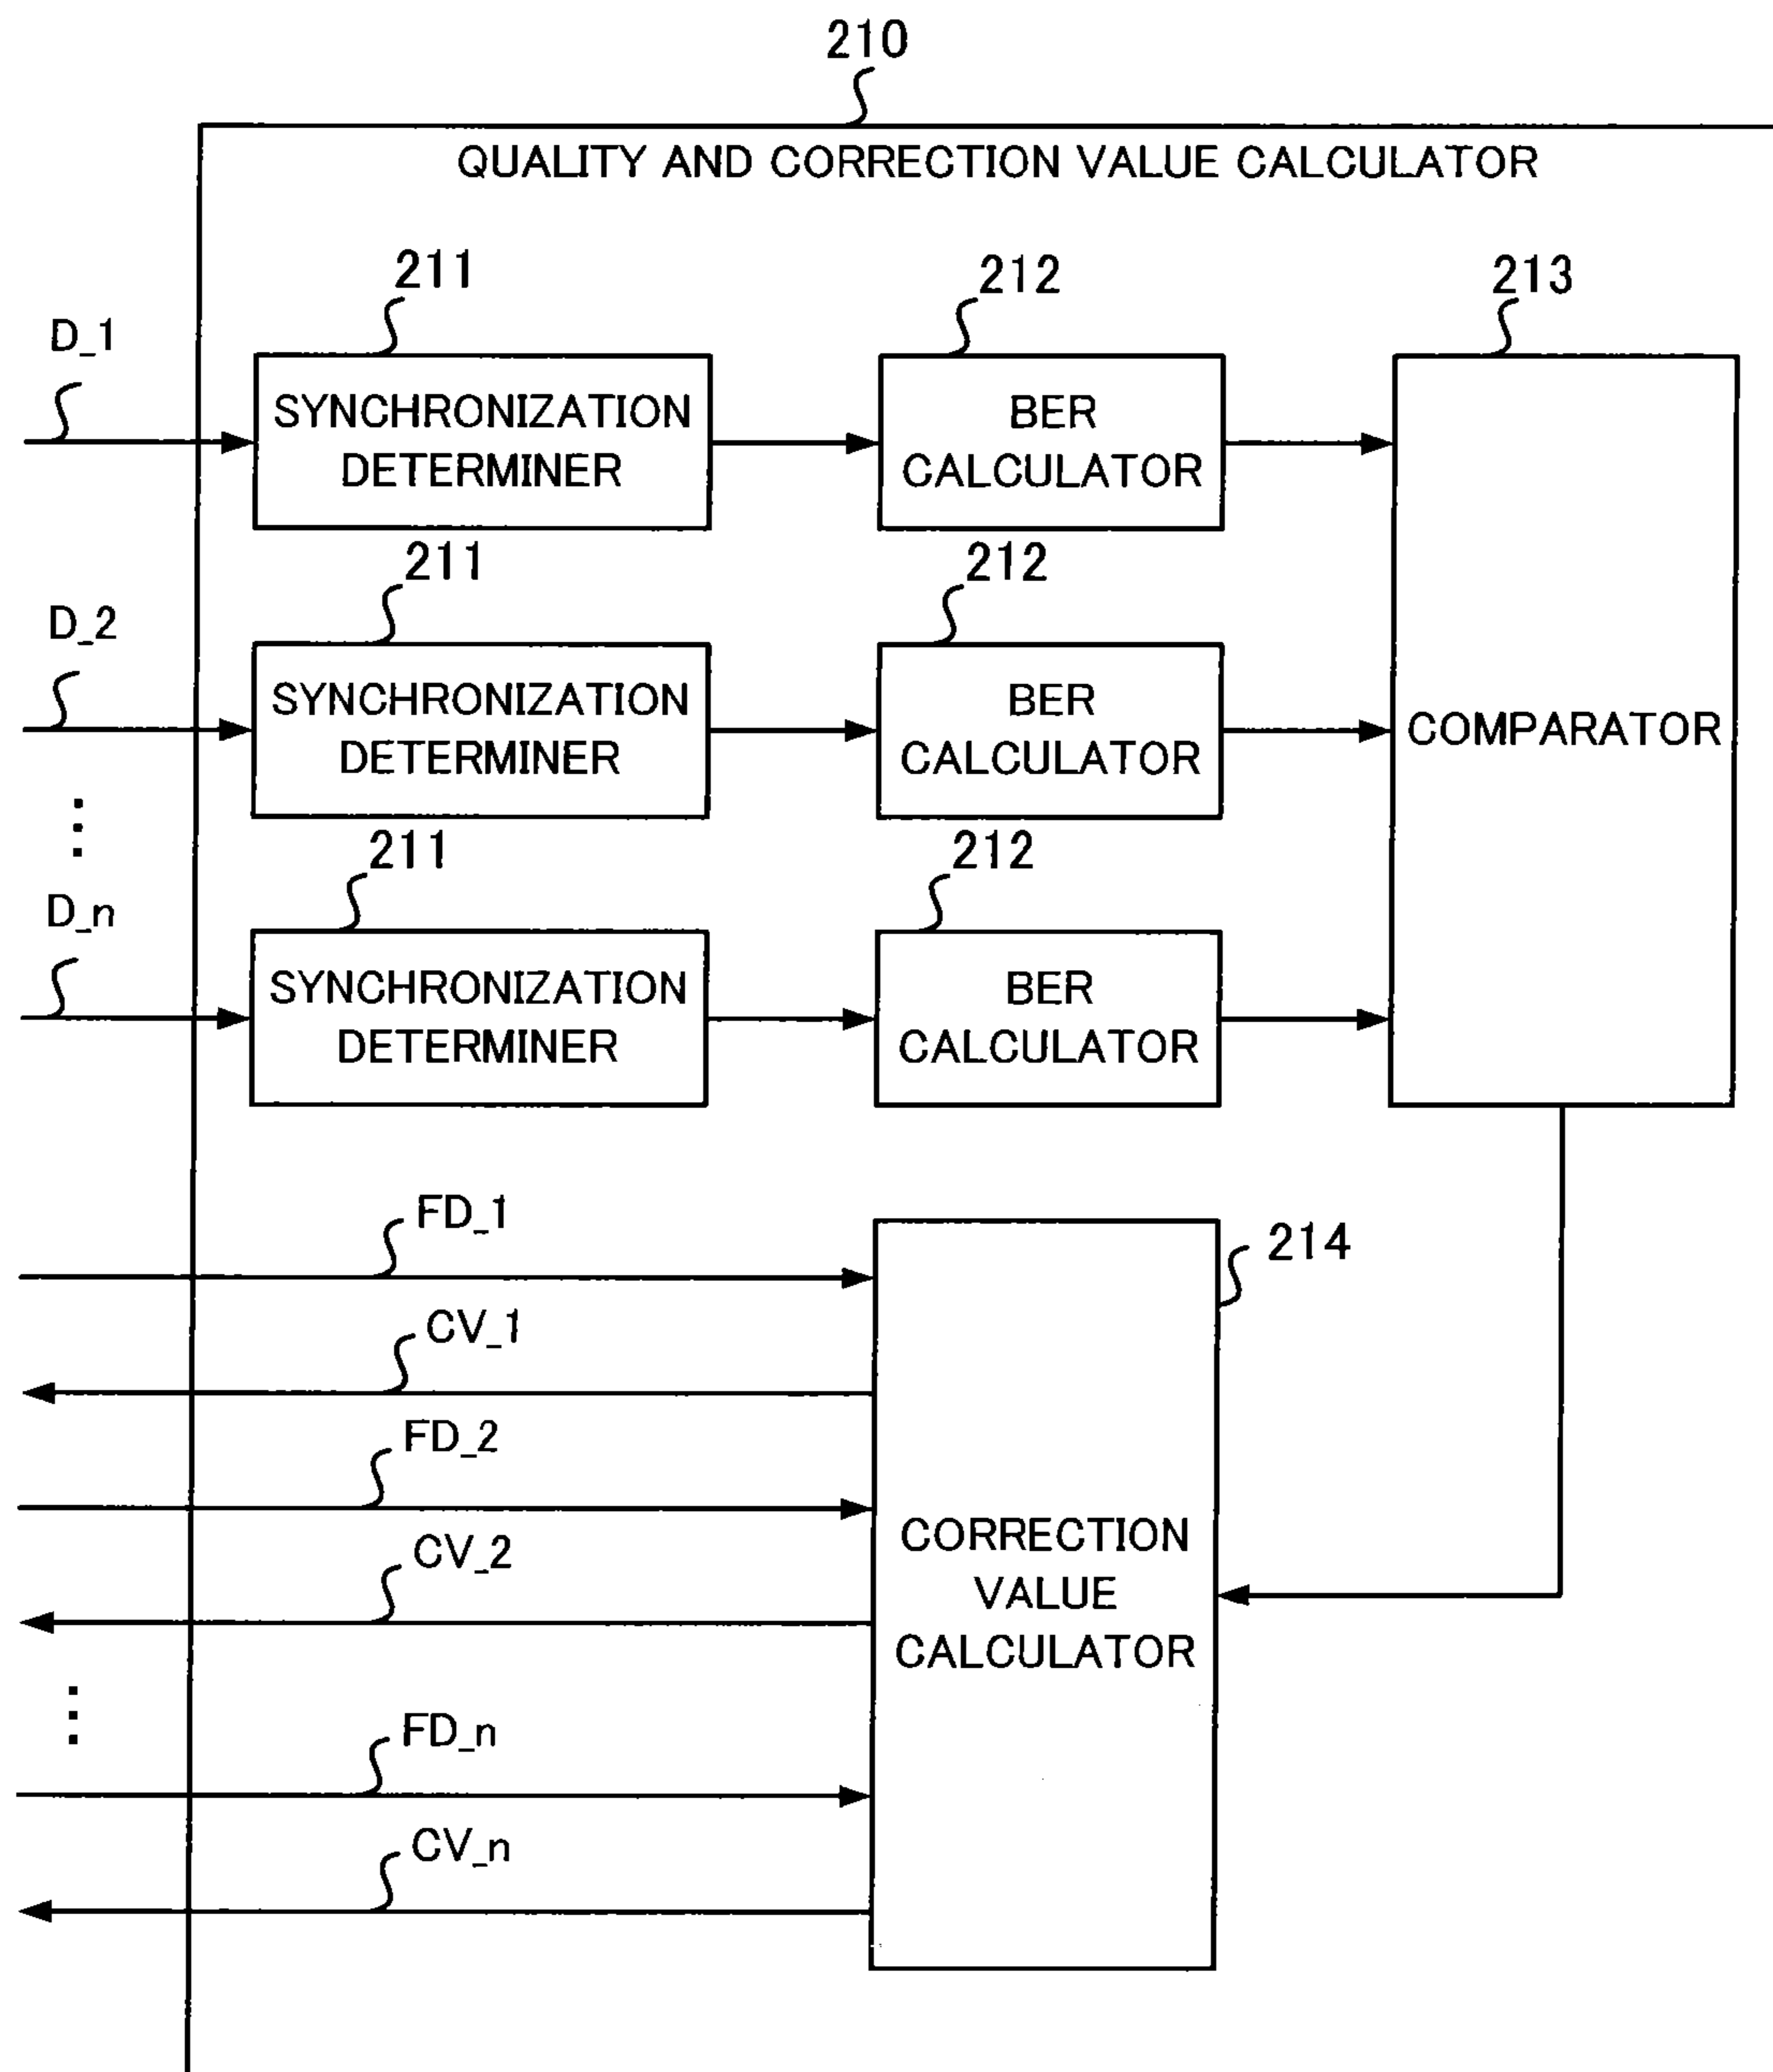 210
QUALITY AND CORRECTION VALUE CALCULATOR
211
212
213
D_1
SYNCHRONIZATION
DETERMINER
BER
CALCULATOR
211
212
D_2
SYNCHRONIZATION
DETERMINER
BER
CALCULATOR
COMPARATOR
211
212
D_n
SYNCHRONIZATION
DETERMINER
BER
CALCULATOR
FD_1
214
CV_1
FD_2
CV_2
CORRECTION
VALUE
CALCULATOR
FD_n
CV_n